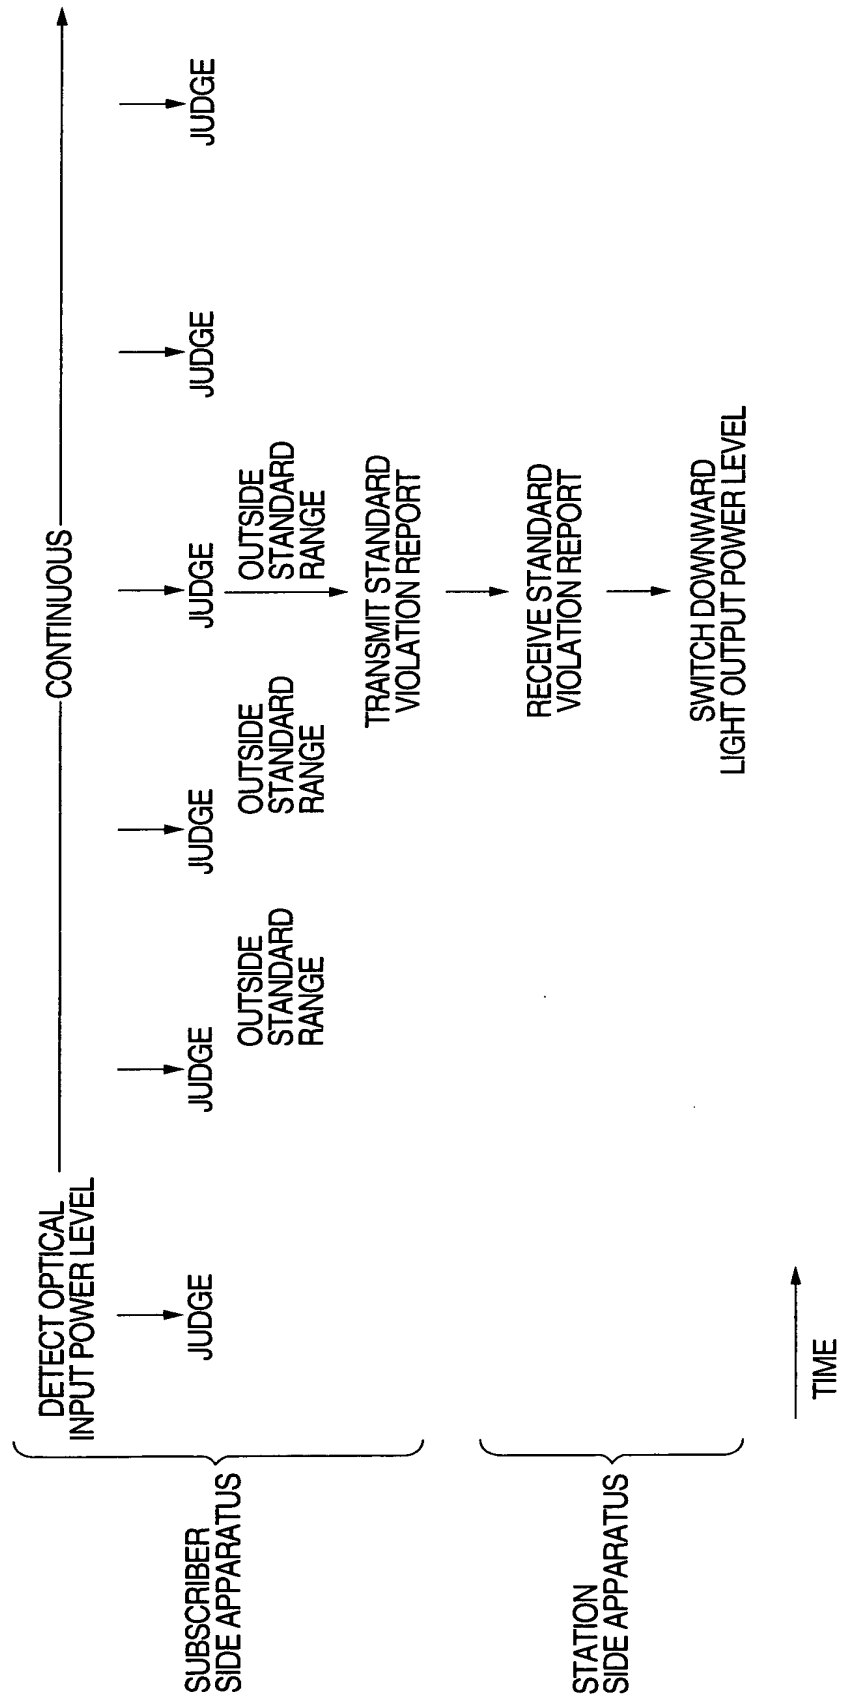 DETECT OPTICAL
INPUT POWER LEVEL
CONTINUOUS
JUDGE
JUDGE
JUDGE
JUDGE
JUDGE
JUDGE
OUTSIDE
STANDARD
RANGE
OUTSIDE
STANDARD
RANGE
OUTSIDE
STANDARD
RANGE
SUBSCRIBER
SIDE APPARATUS
TRANSMIT STANDARD
VIOLATION REPORT
RECEIVE STANDARD
VIOLATION REPORT
STATION
SIDE APPARATUS
SWITCH DOWNWARD
LIGHT OUTPUT POWER LEVEL
TIME